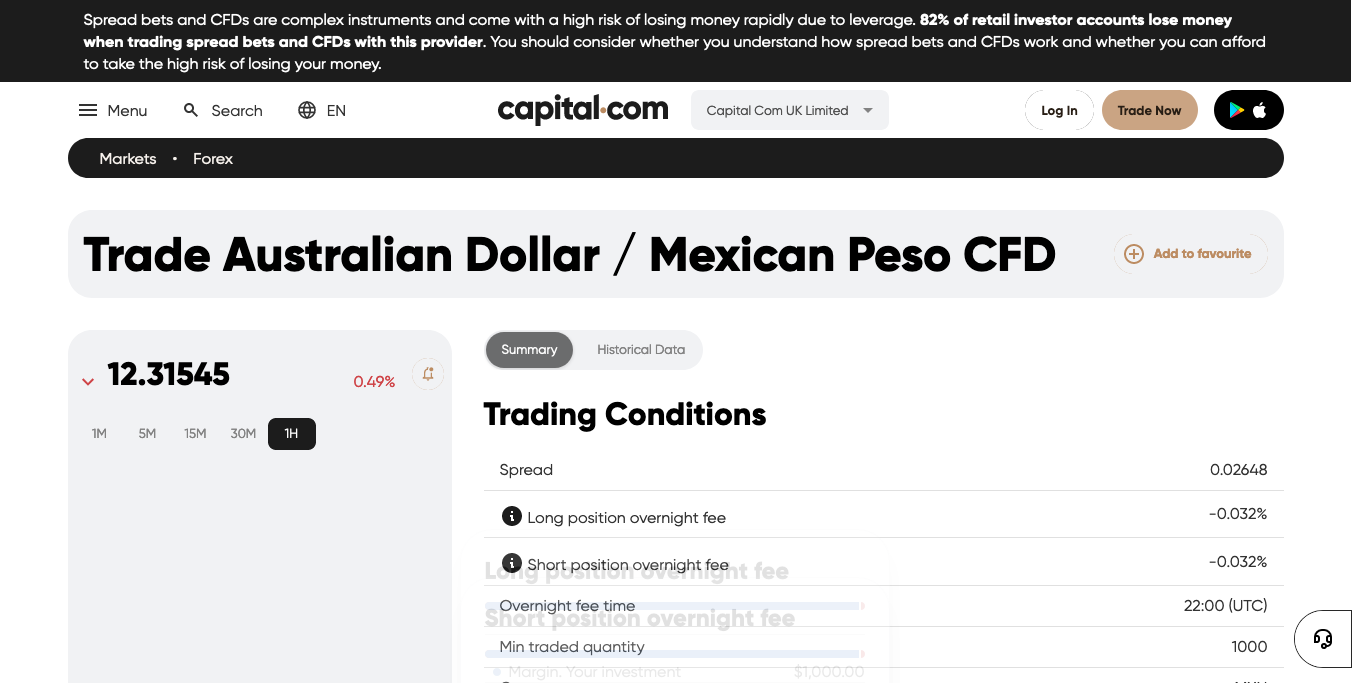 Spread bets and CFDs are complex instruments and come with a high risk of losing money rapidly due to leverage. 82% of retail investor accounts lose money
when trading spread bets and CFDs with this provider. You should consider whether you understand how spread bets and CFDs work and whether you can afford
to take the high risk of losing your money.
Menu Search EN capital.com Capital Com UK Limited Log In Trade Now
Markets • Forex
Trade Australian Dollar / Mexican Peso CFD Add to favourite
12.31545 0.49%
1M 5M 15M 30M 1H
Summary Historical Data
Trading Conditions
Spread 0.02648
Long position overnight fee -0.032%
Short position overnight fee -0.032%
Long position overnight fee
Overnight fee time 22:00 (UTC)
Short position overnight fee
Min traded quantity 1000
Margin. Your investment $1,000.00